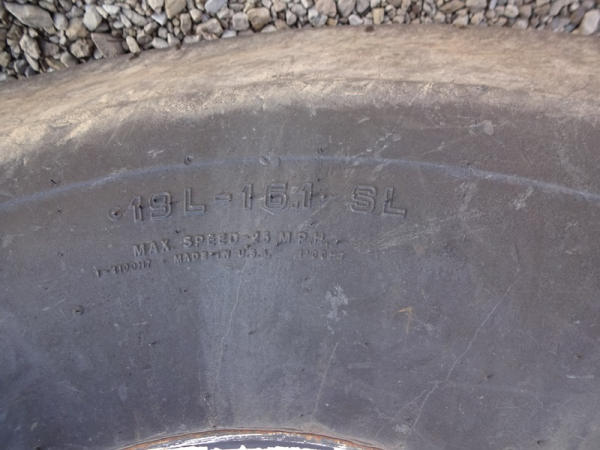 19L-16.1 SL
MAX. SPEED-25 M.P.H.
MADE IN U.S.A.